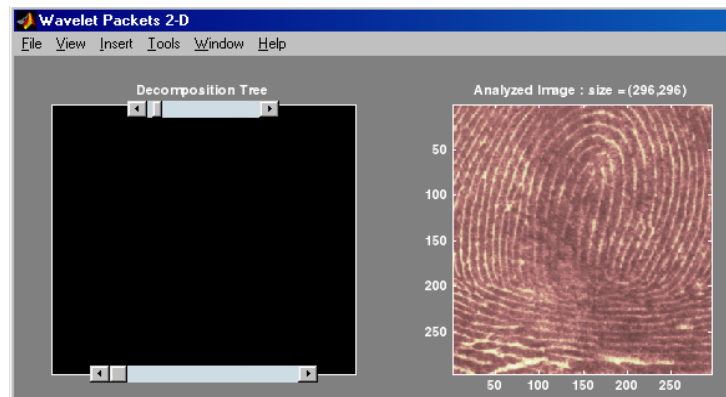 Wavelet Packets 2-D
File View Insert Tools Window Help
Decomposition Tree
Analyzed Image : size = (296,296)
50
100
150
200
250
50 100 150 200 250